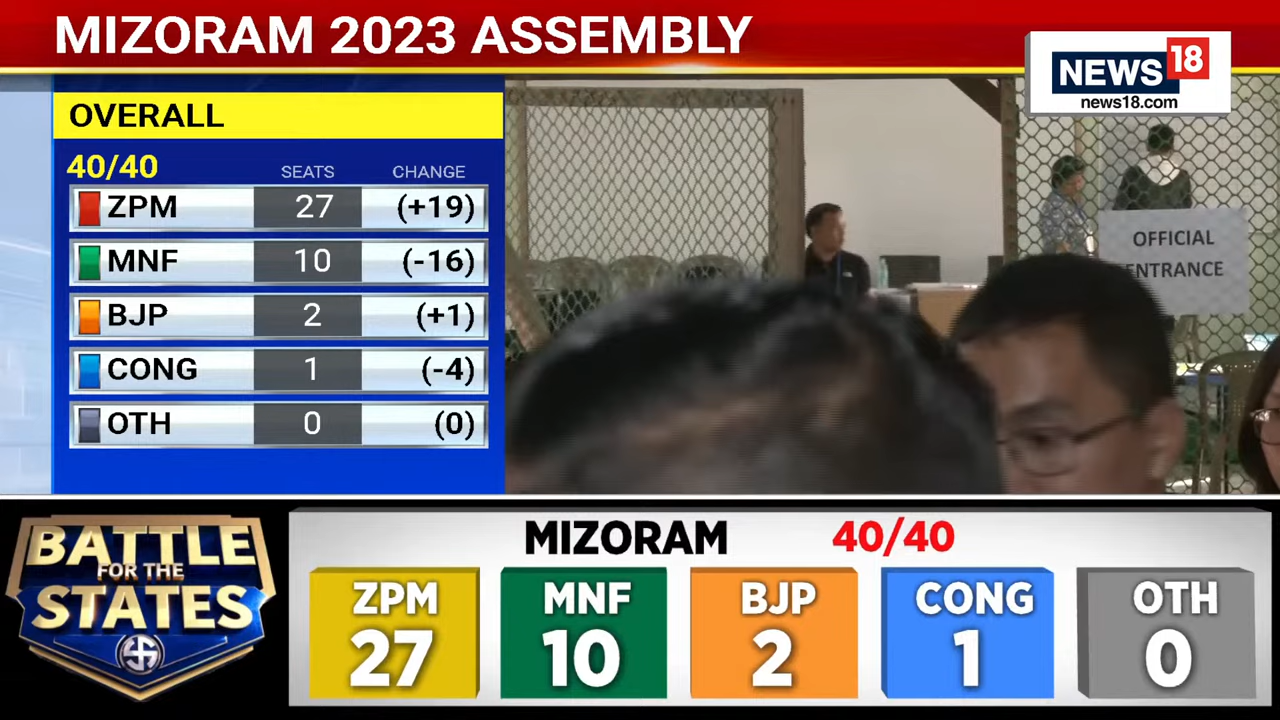 MIZORAM 2023 ASSEMBLY
NEWS 18
news18.com
OVERALL
40/40 SEATS CHANGE
ZPM 27 (+19)
MNF 10 (-16)
BJP 2 (+1)
CONG 1 (-4)
OTH 0 (0)
OFFICIAL
ENTRANCE
BATTLE
FOR THE
STATES
MIZORAM 40/40
ZPM MNF BJP CONG OTH
27 10 2 1 0